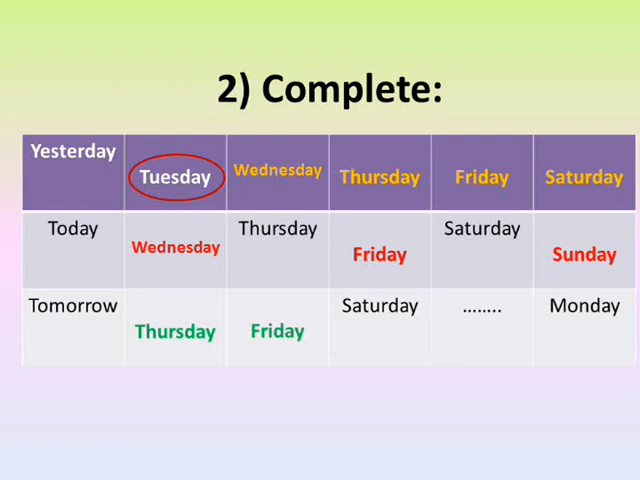 2) Complete:
Yesterday Tuesday Wednesday Thursday Friday Saturday
Today Wednesday Thursday Friday Saturday Sunday
Tomorrow Thursday Friday Saturday …….. Monday